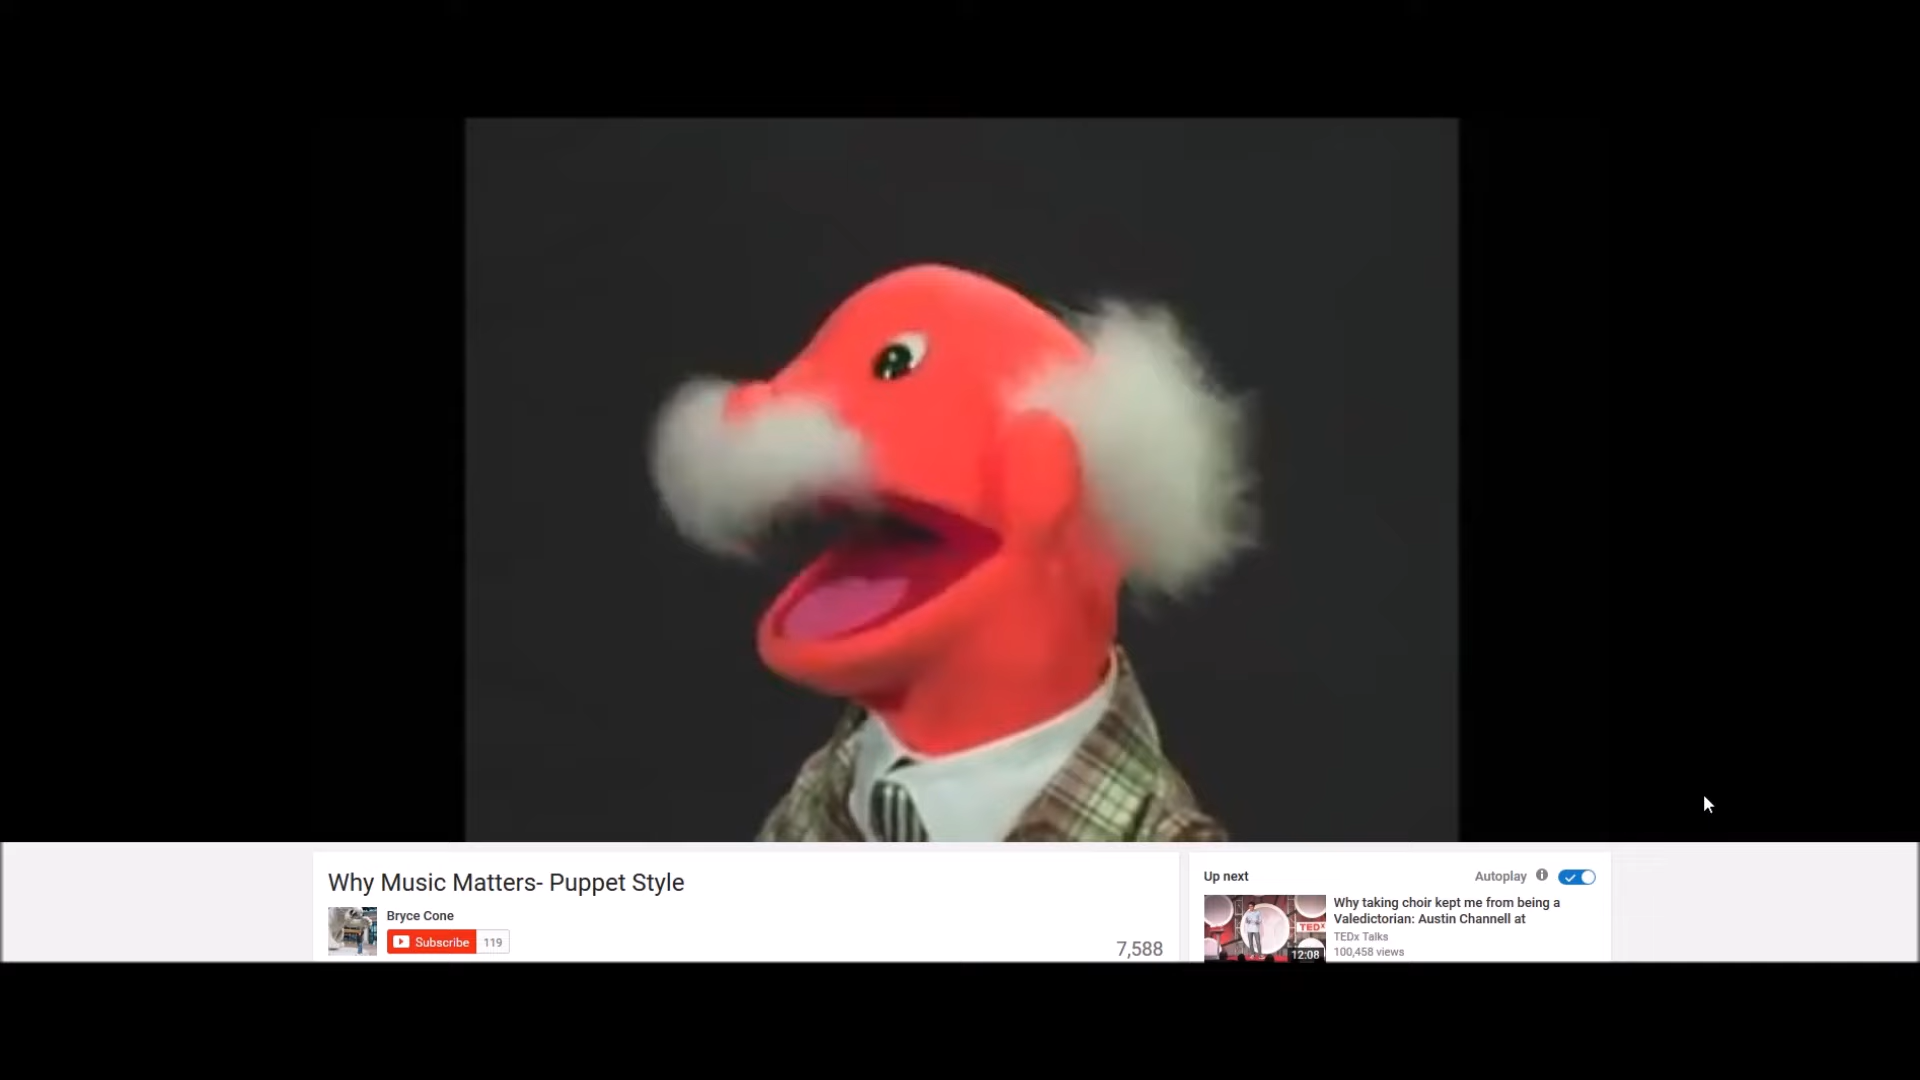 Why Music Matters- Puppet Style
Bryce Cone
Subscribe 119
7,588
Up next
Autoplay
Why taking choir kept me from being a
Valedictorian: Austin Channell at
TEDx Talks
100,458 views
TEDx
12:08